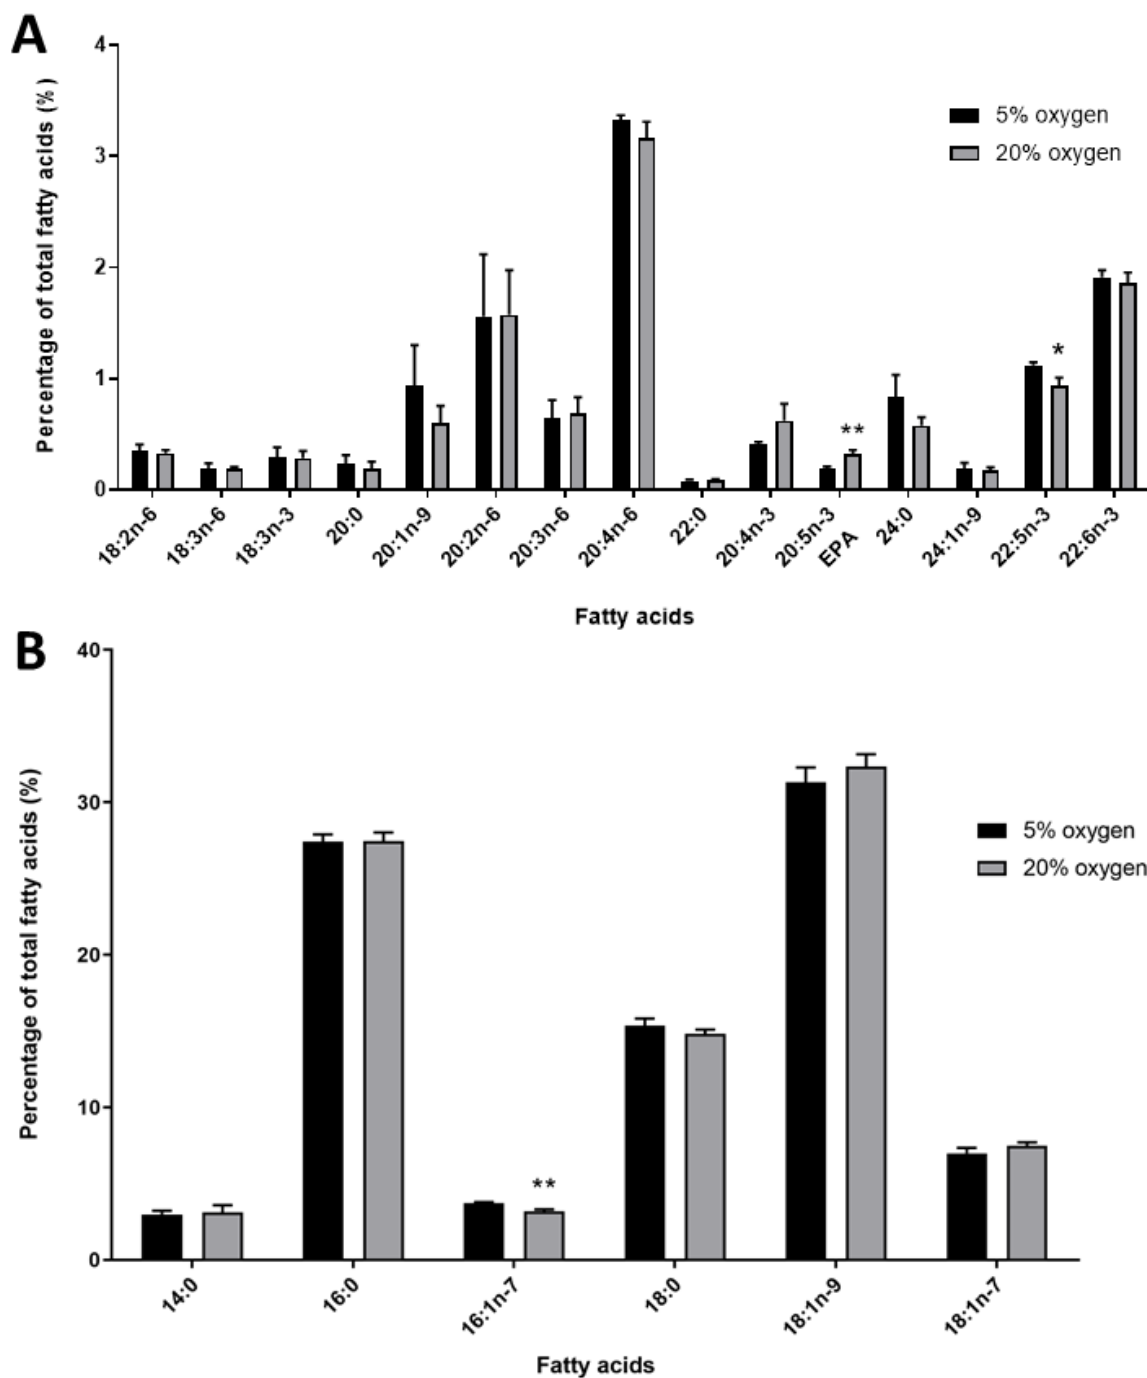 A
4
3
2
1
0
Percentage of total fatty acids (%)
5% oxygen
20% oxygen
**
*
18:2n-6
18:3n-6
18:3n-3
20:0
20:1n-9
20:2n-6
20:3n-6
20:4n-6
22:0
20:4n-3
20:5n-3
EPA
24:0
24:1n-9
22:5n-3
22:6n-3
Fatty acids
B
40
30
20
10
0
Percentage of total fatty acids (%)
5% oxygen
20% oxygen
**
14:0
16:0
16:1n-7
18:0
18:1n-9
18:1n-7
Fatty acids